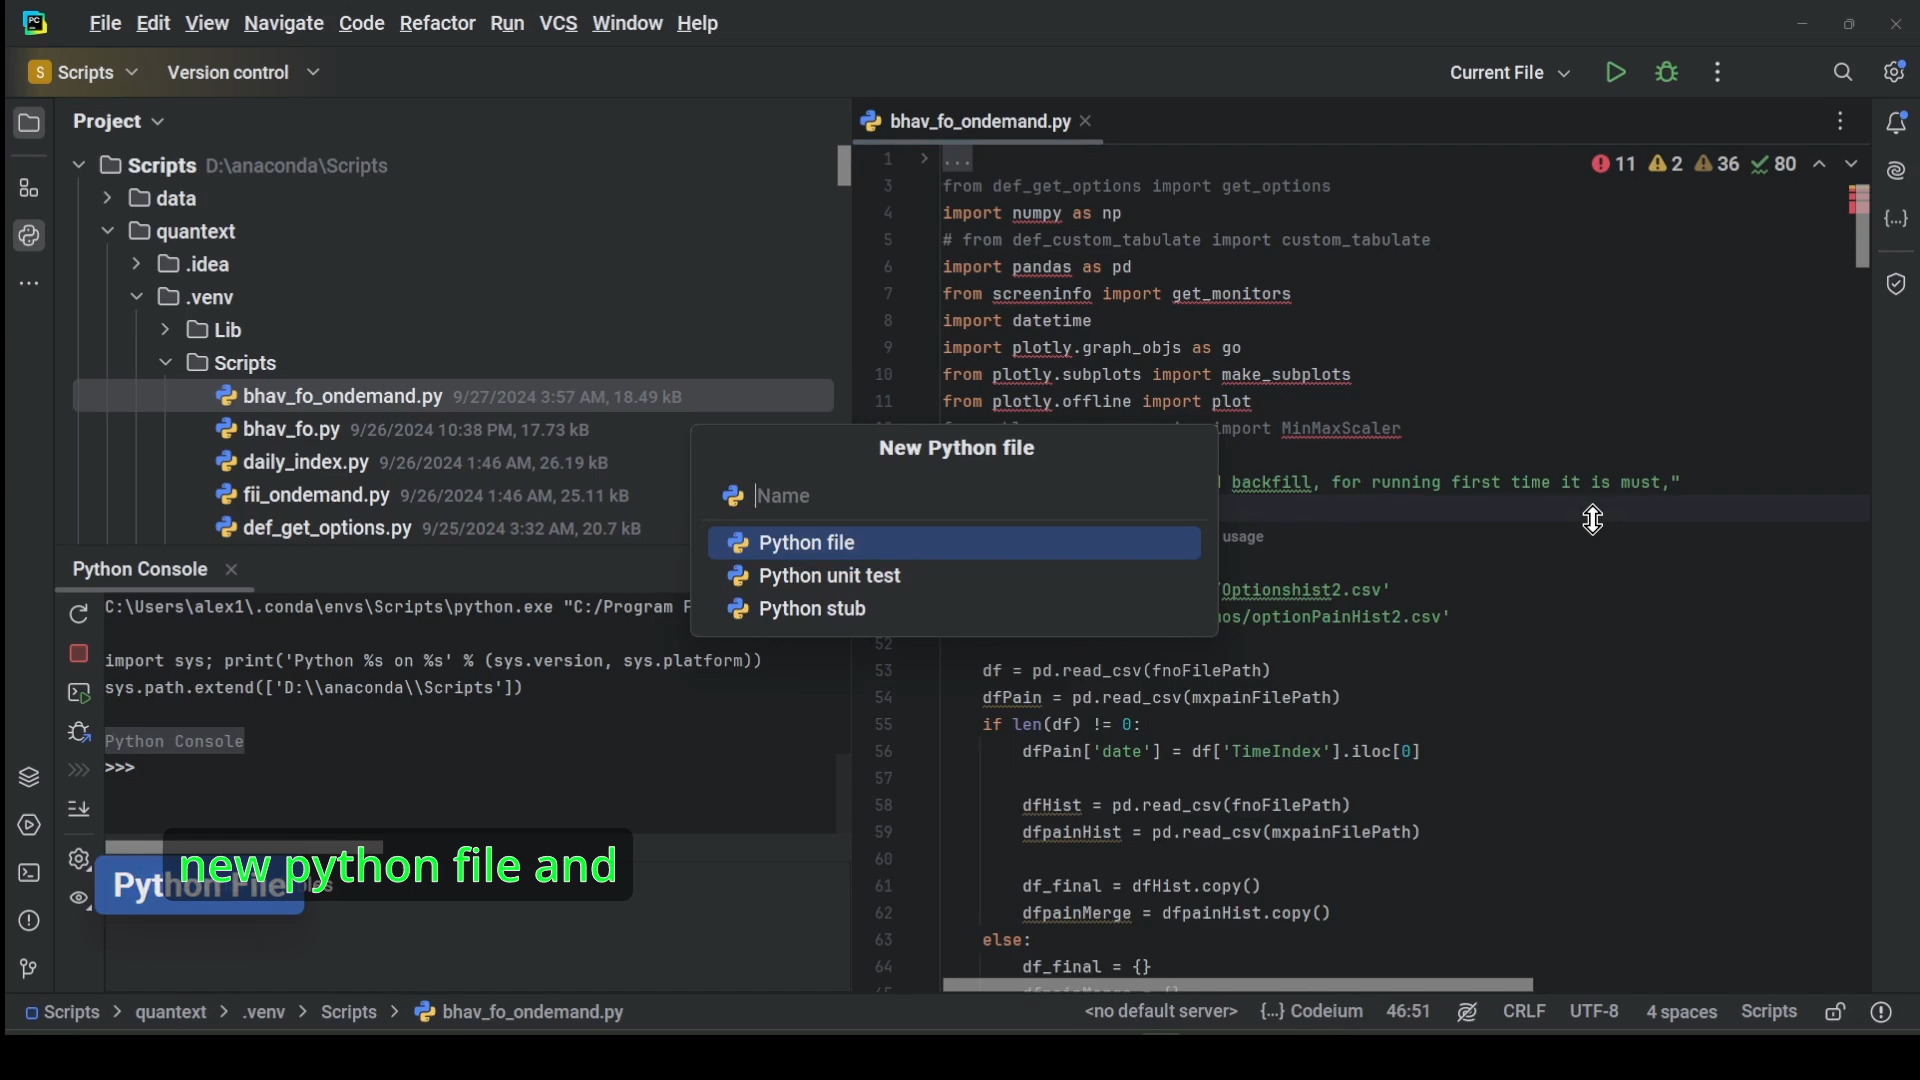 PC File Edit View Navigate Code Refactor Run VCS Window Help
S Scripts Version control Current File
Project
Scripts D:\anaconda\Scripts
data
quantext
.idea
.venv
Lib
Scripts
bhav_fo_ondemand.py 9/27/2024 3:57 AM, 18.49 kB
bhav_fo.py 9/26/2024 10:38 PM, 17.73 kB
daily_index.py 9/26/2024 1:46 AM, 26.19 kB
fii_ondemand.py 9/26/2024 1:46 AM, 25.11 kB
def_get_options.py 9/25/2024 3:32 AM, 20.7 kB
bhav_fo_ondemand.py
11 2 36 80
1 ...
3 from def_get_options import get_options
4 import numpy as np
5 # from def_custom_tabulate import custom_tabulate
6 import pandas as pd
7 from screeninfo import get_monitors
8 import datetime
9 import plotly.graph_objs as go
10 from plotly.subplots import make_subplots
11 from plotly.offline import plot
import MinMaxScaler
backfill, for running first time it is must,"
usage
Optionshist2.csv'
os/optionPainHist2.csv'
52
53 df = pd.read_csv(fnoFilePath)
54 dfPain = pd.read_csv(mxpainFilePath)
55 if len(df) != 0:
56 dfPain['date'] = df['TimeIndex'].iloc[0]
57
58 dfHist = pd.read_csv(fnoFilePath)
59 dfpainHist = pd.read_csv(mxpainFilePath)
60
61 df_final = dfHist.copy()
62 dfpainMerge = dfpainHist.copy()
63 else:
64 df_final = {}
New Python file
Name
Python file
Python unit test
Python stub
Python Console
C:\Users\alex1\.conda\envs\Scripts\python.exe "C:/Program F
import sys; print('Python %s on %s' % (sys.version, sys.platform))
sys.path.extend(['D:\\anaconda\\Scripts'])
Python Console
>>>
new python file and
Python File
Scripts > quantext > .venv > Scripts > bhav_fo_ondemand.py <no default server> {...} Codeium 46:51 CRLF UTF-8 4 spaces Scripts